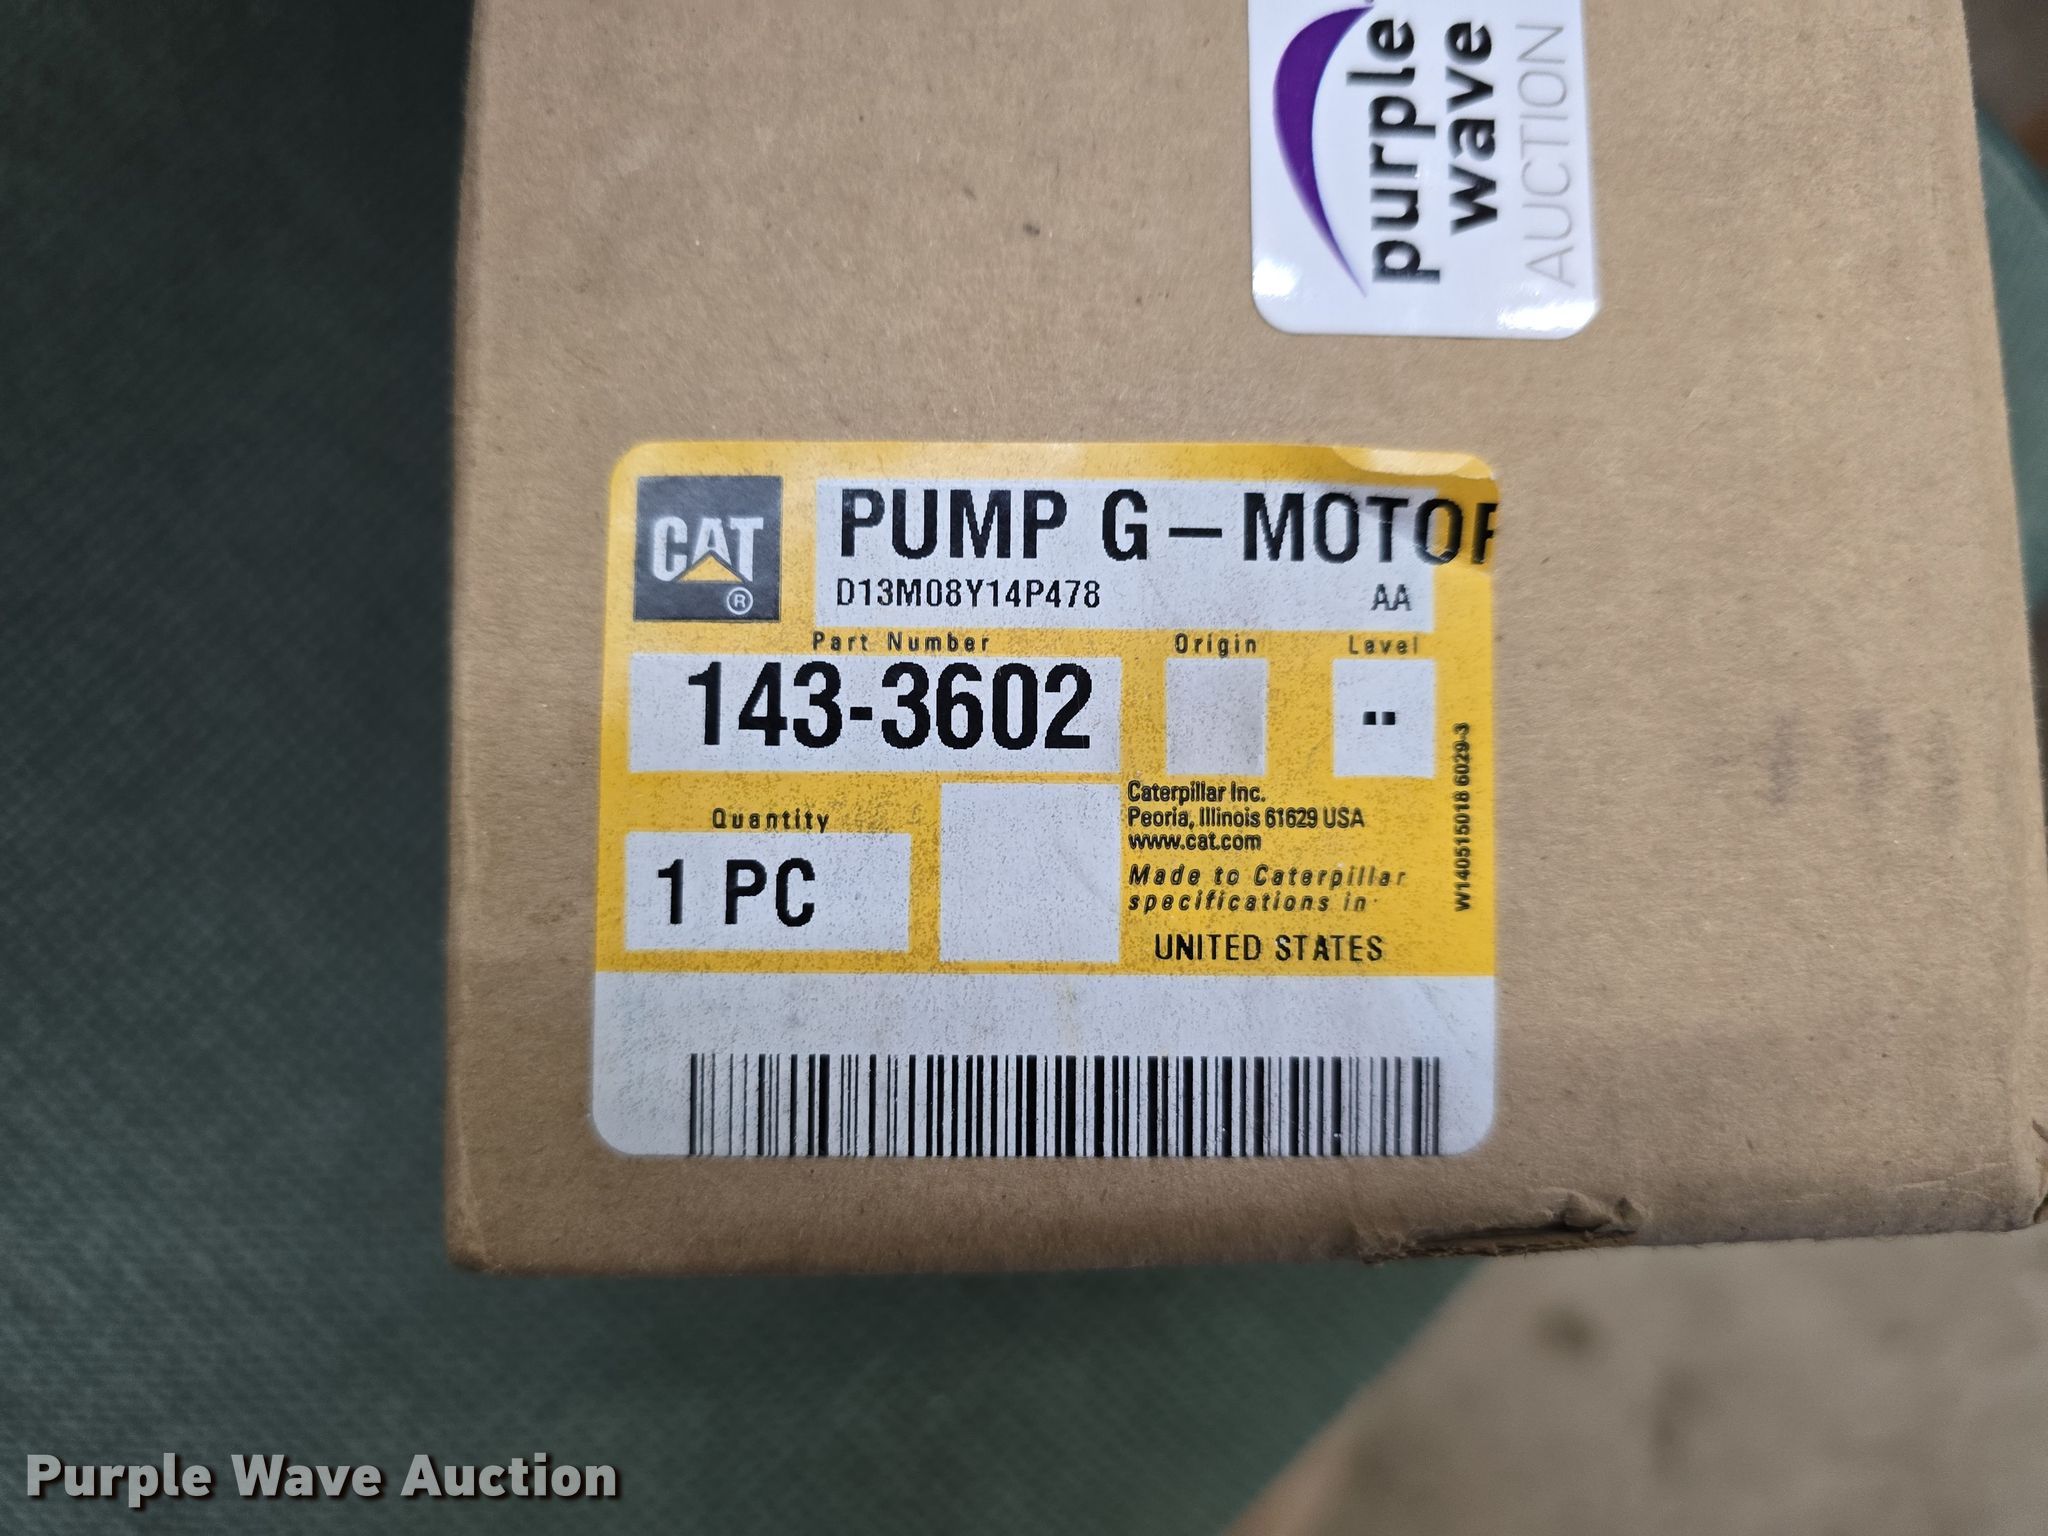 purple
wave
AUCTION
CAT
®
PUMP G – MOTOR
D13M08Y14P478 AA
Part Number Origin Level
143-3602 --
Quantity
1 PC
Caterpillar Inc.
Peoria, Illinois 61629 USA
www.cat.com
Made to Caterpillar
specifications in
UNITED STATES
W140515018 6029-3
Purple Wave Auction